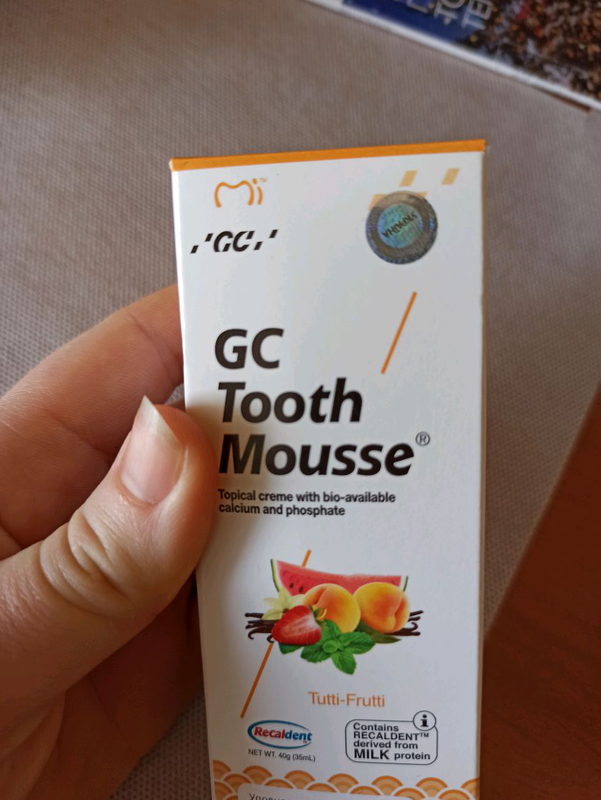 Mi™
GC
GC
Tooth
Mousse®
Topical creme with bio-available
calcium and phosphate
Tutti-Frutti
Recaldent
NET WT. 40g (35mL)
i
Contains
RECALDENT™
derived from
MILK protein